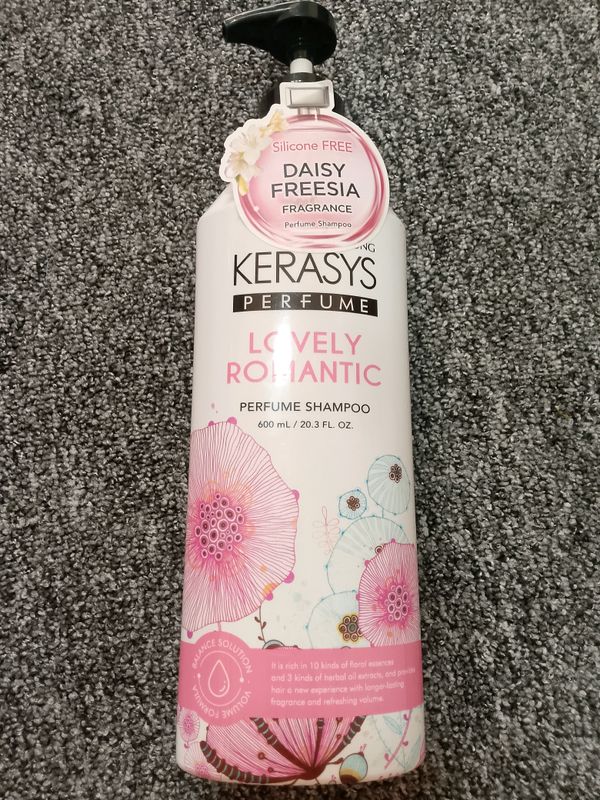 Silicone FREE
DAISY
FREESIA
FRAGRANCE
Perfume Shampoo
KERASYS
PERFUME
LOVELY
ROMANTIC
PERFUME SHAMPOO
600 mL / 20.3 FL. OZ.
BALANCE SOLUTION
VOLUME FORMULA
It is rich in 10 kinds of floral essences
and 3 kinds of herbal oil extracts, and provides
hair a new experience with longer-lasting
fragrance and refreshing volume.